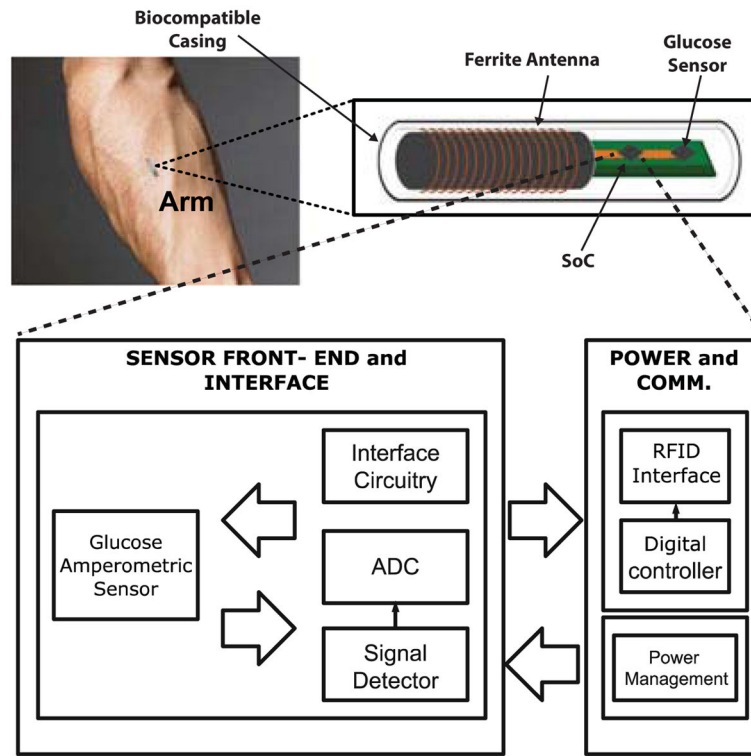 Biocompatible
Casing
Ferrite Antenna
Glucose
Sensor
Arm
SoC
SENSOR FRONT- END and
INTERFACE
POWER and
COMM.
Interface
Circuitry
Glucose
Amperometric
Sensor
ADC
Signal
Detector
RFID
Interface
Digital
controller
Power
Management